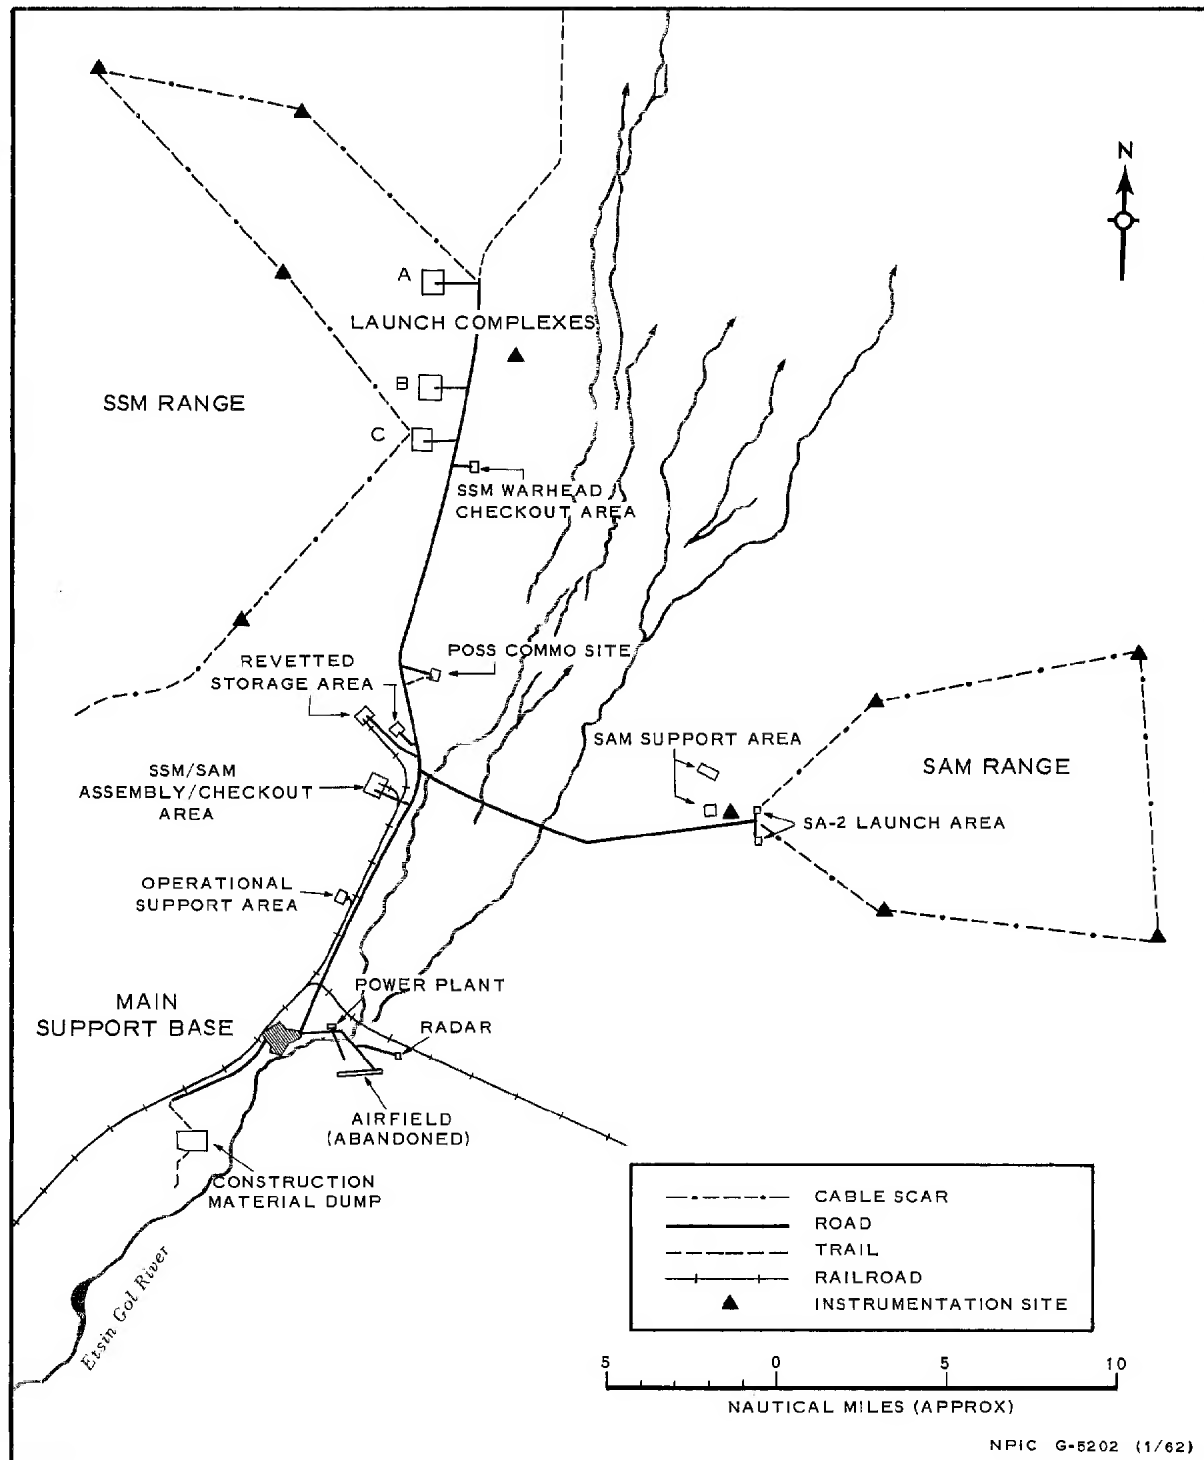 N
A
LAUNCH COMPLEXES
B
SSM RANGE
C
SSM WARHEAD
CHECKOUT AREA
POSS COMMO SITE
REVETTED
STORAGE AREA
SAM SUPPORT AREA
SSM/SAM
ASSEMBLY/CHECKOUT
AREA
SAM RANGE
SA-2 LAUNCH AREA
OPERATIONAL
SUPPORT AREA
POWER PLANT
MAIN
SUPPORT BASE
RADAR
AIRFIELD
(ABANDONED)
CONSTRUCTION
MATERIAL DUMP
Etsin Gol River
CABLE SCAR
ROAD
TRAIL
RAILROAD
INSTRUMENTATION SITE
5 0 5 10
NAUTICAL MILES (APPROX)
NPIC G-5202 (1/62)